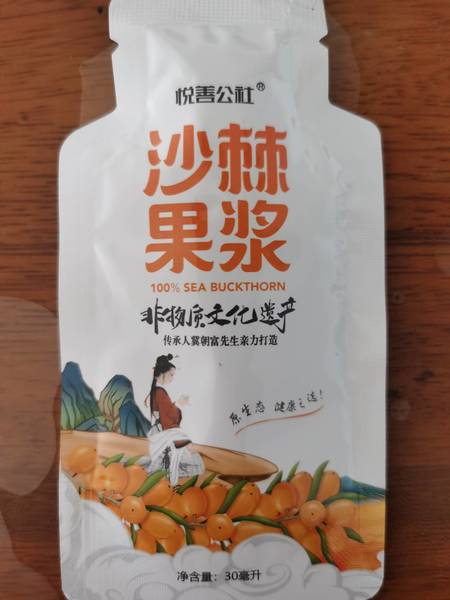 悦善公社®
沙棘
果浆
100% SEA BUCKTHORN
非物质文化遗产
传承人冀朝富先生亲力打造
原生态 健康之选!
净含量: 30毫升